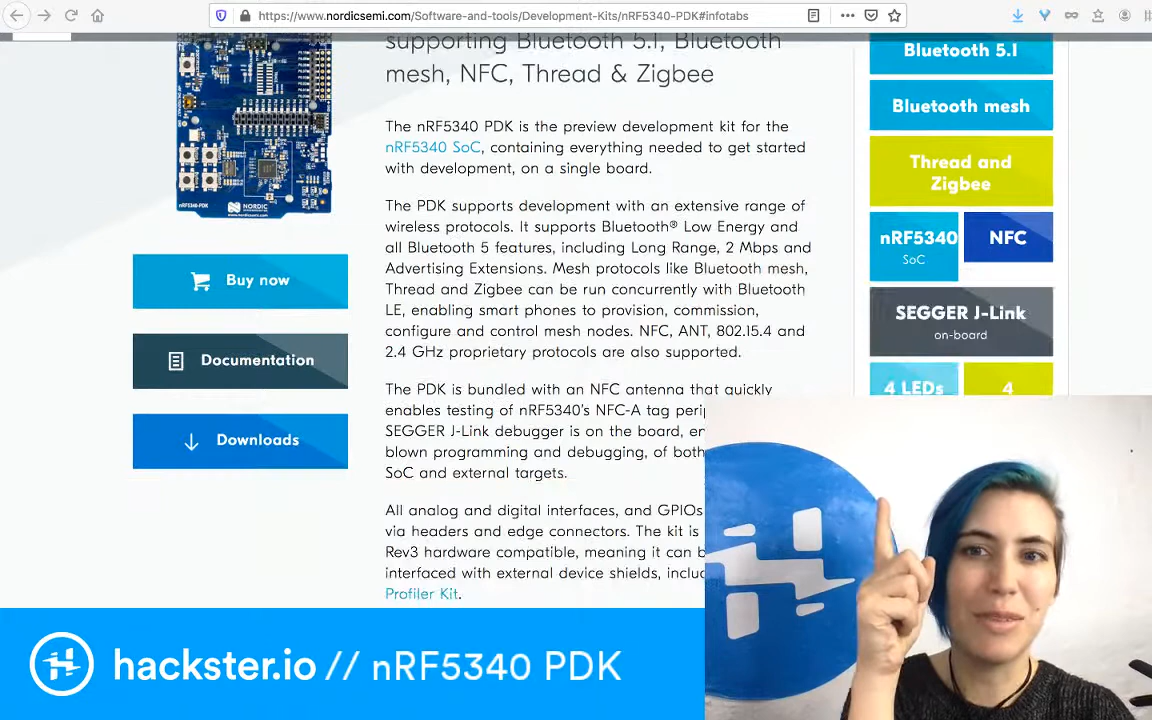 https://www.nordicsemi.com/Software-and-tools/Development-Kits/nRF5340-PDK#infotabs
supporting Bluetooth 5.1, Bluetooth
mesh, NFC, Thread & Zigbee
The nRF5340 PDK is the preview development kit for the
nRF5340 SoC, containing everything needed to get started
with development, on a single board.
The PDK supports development with an extensive range of
wireless protocols. It supports Bluetooth® Low Energy and
all Bluetooth 5 features, including Long Range, 2 Mbps and
Advertising Extensions. Mesh protocols like Bluetooth mesh,
Thread and Zigbee can be run concurrently with Bluetooth
LE, enabling smart phones to provision, commission,
configure and control mesh nodes. NFC, ANT, 802.15.4 and
2.4 GHz proprietary protocols are also supported.
The PDK is bundled with an NFC antenna that quickly
enables testing of nRF5340's NFC-A tag peri
SEGGER J-Link debugger is on the board, en
blown programming and debugging, of both
SoC and external targets.
All analog and digital interfaces, and GPIOs
via headers and edge connectors. The kit is
Rev3 hardware compatible, meaning it can b
interfaced with external device shields, inclu
Profiler Kit.
nRF5340-PDK
NORDIC
www.nordicsemi.com
Buy now
Documentation
Downloads
Bluetooth 5.1
Bluetooth mesh
Thread and
Zigbee
nRF5340
SoC
NFC
SEGGER J-Link
on-board
4 LEDs
4
hackster.io // nRF5340 PDK